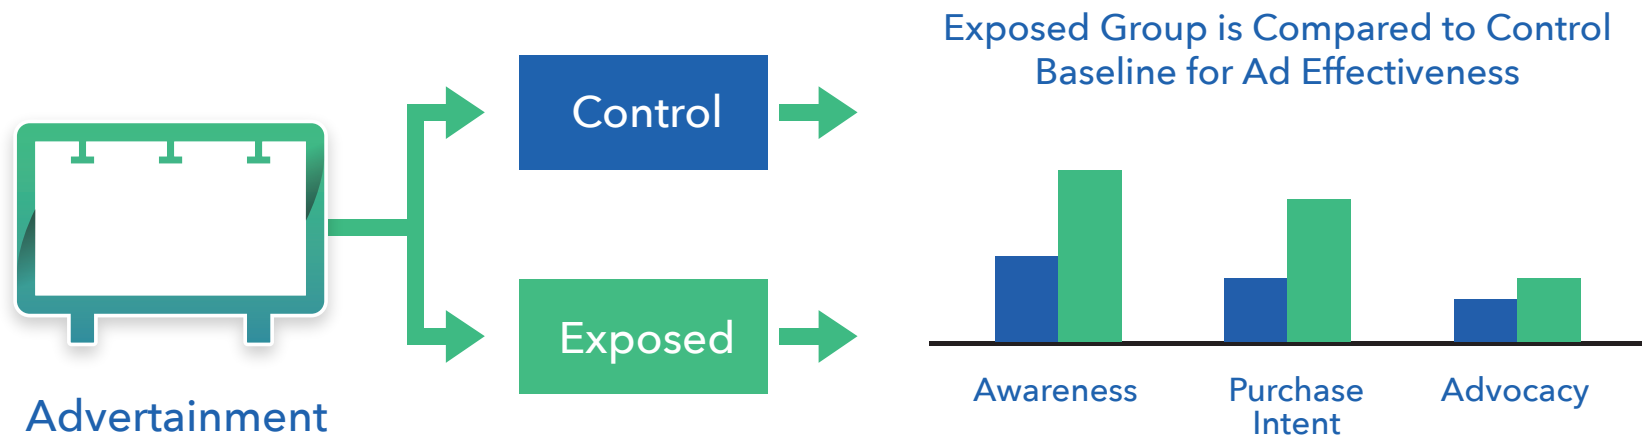 Exposed Group is Compared to Control
Baseline for Ad Effectiveness
Control
Exposed
Advertainment
Awareness
Purchase
Intent
Advocacy